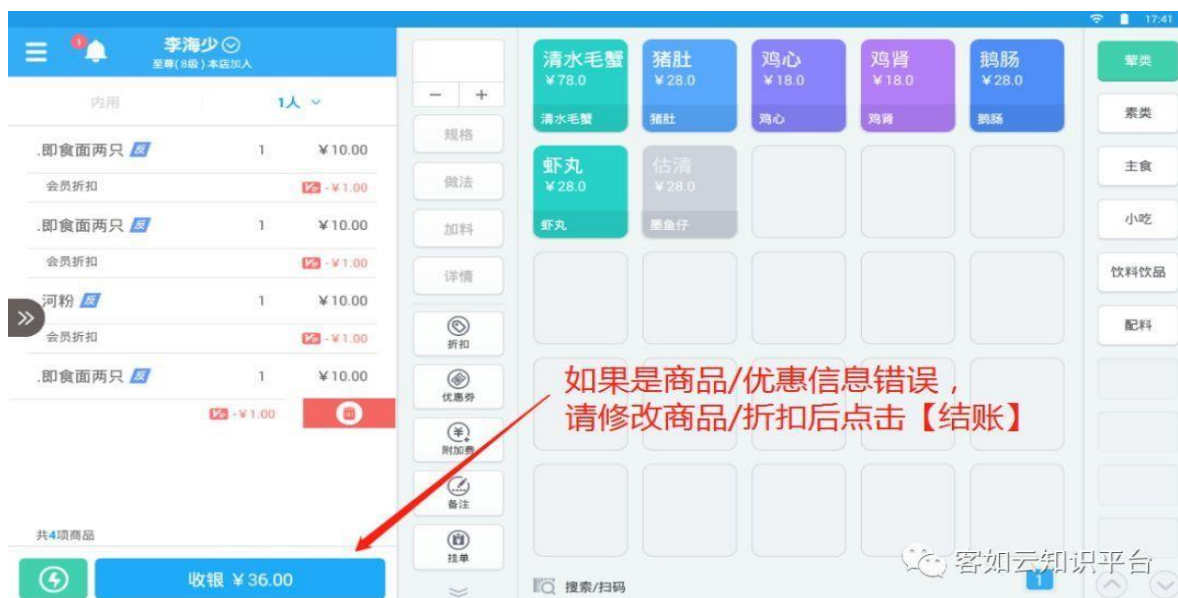 17:41
1
李海少
至尊(8级)本店加入
内用
1人
.即食面两只 反 1 ¥10.00
会员折扣 Vip -¥1.00
.即食面两只 反 1 ¥10.00
会员折扣 Vip -¥1.00
.河粉 反 1 ¥10.00
会员折扣 Vip -¥1.00
.即食面两只 反 1 ¥10.00
Vip -¥1.00
共4项商品
收银 ¥36.00
- +
规格
做法
加料
详情
折扣
优惠券
附加费
备注
挂单
清水毛蟹
¥78.0
清水毛蟹
猪肚
¥28.0
猪肚
鸡心
¥18.0
鸡心
鸡肾
¥18.0
鸡肾
鹅肠
¥28.0
鹅肠
虾丸
¥28.0
虾丸
估清
¥28.0
墨鱼仔
如果是商品/优惠信息错误，
请修改商品/折扣后点击【结账】
搜索/扫码
1
荤类
素类
主食
小吃
饮料饮品
配料
客如云知识平台